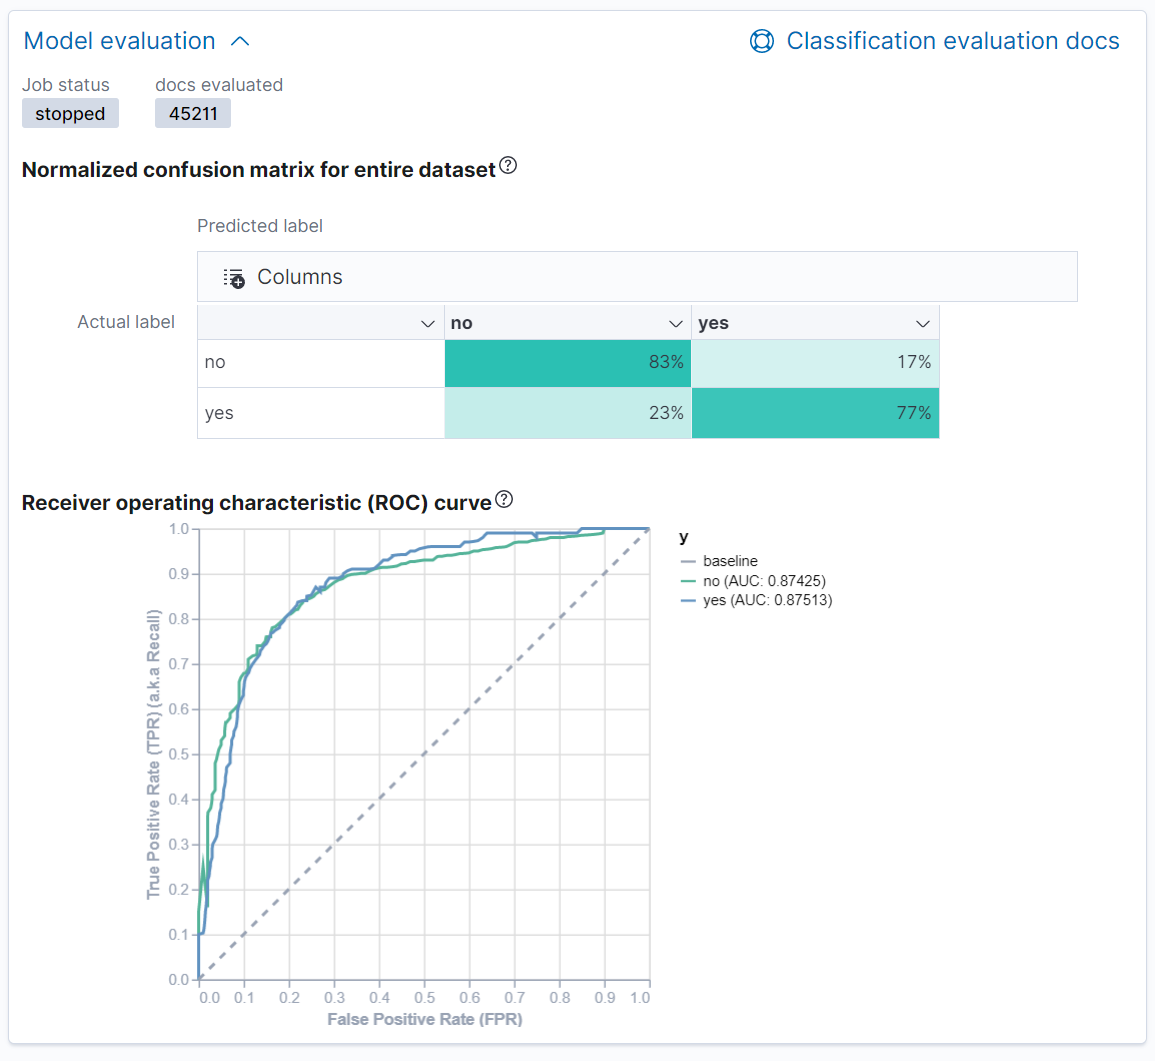 Model evaluation
Classification evaluation docs
Job status
docs evaluated
stopped
45211
Normalized confusion matrix for entire dataset
Predicted label
Columns
Actual label
no
yes
no
83%
17%
yes
23%
77%
Receiver operating characteristic (ROC) curve
True Positive Rate (TPR) (a.k.a Recall)
1.0
0.9
0.8
0.7
0.6
0.5
0.4
0.3
0.2
0.1
0.0
0.0 0.1 0.2 0.3 0.4 0.5 0.6 0.7 0.8 0.9 1.0
False Positive Rate (FPR)
y
baseline
no (AUC: 0.87425)
yes (AUC: 0.87513)